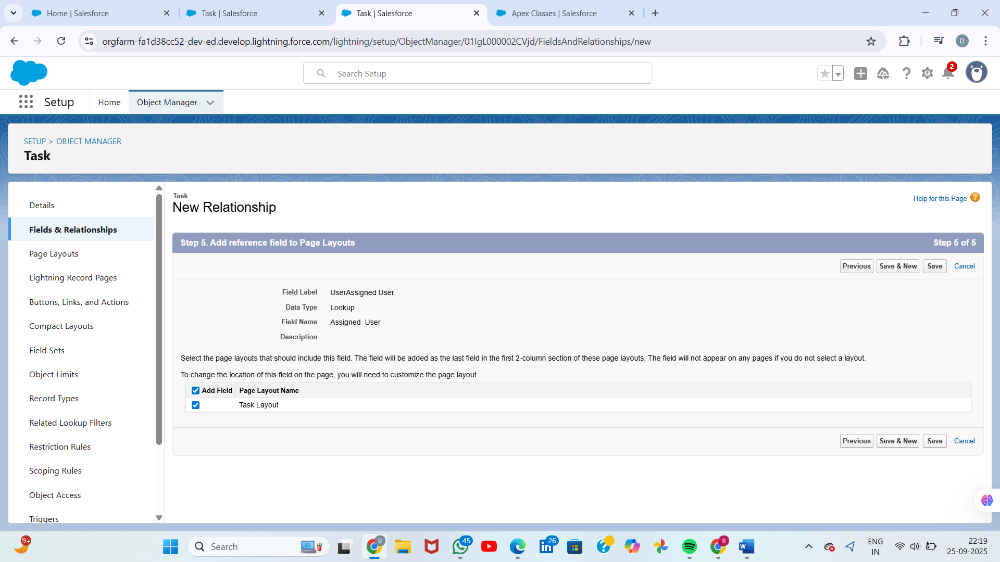 Home | Salesforce
Task | Salesforce
Task | Salesforce
Apex Classes | Salesforce
orgfarm-fa1d38cc52-dev-ed.develop.lightning.force.com/lightning/setup/ObjectManager/01IgL000002CVjd/FieldsAndRelationships/new
D
Search Setup
2
Setup
Home
Object Manager
SETUP > OBJECT MANAGER
Task
Details
Fields & Relationships
Page Layouts
Lightning Record Pages
Buttons, Links, and Actions
Compact Layouts
Field Sets
Object Limits
Record Types
Related Lookup Filters
Restriction Rules
Scoping Rules
Object Access
Triggers
Task
New Relationship
Help for this Page
Step 5. Add reference field to Page Layouts
Step 5 of 5
Previous Save & New Save Cancel
Field Label UserAssigned User
Data Type Lookup
Field Name Assigned_User
Description
Select the page layouts that should include this field. The field will be added as the last field in the first 2-column section of these page layouts. The field will not appear on any pages if you do not select a layout.
To change the location of this field on the page, you will need to customize the page layout.
Add Field Page Layout Name
Task Layout
Previous Save & New Save Cancel
9+
Search
D
45
26
B
ENG
IN
22:19
25-09-2025